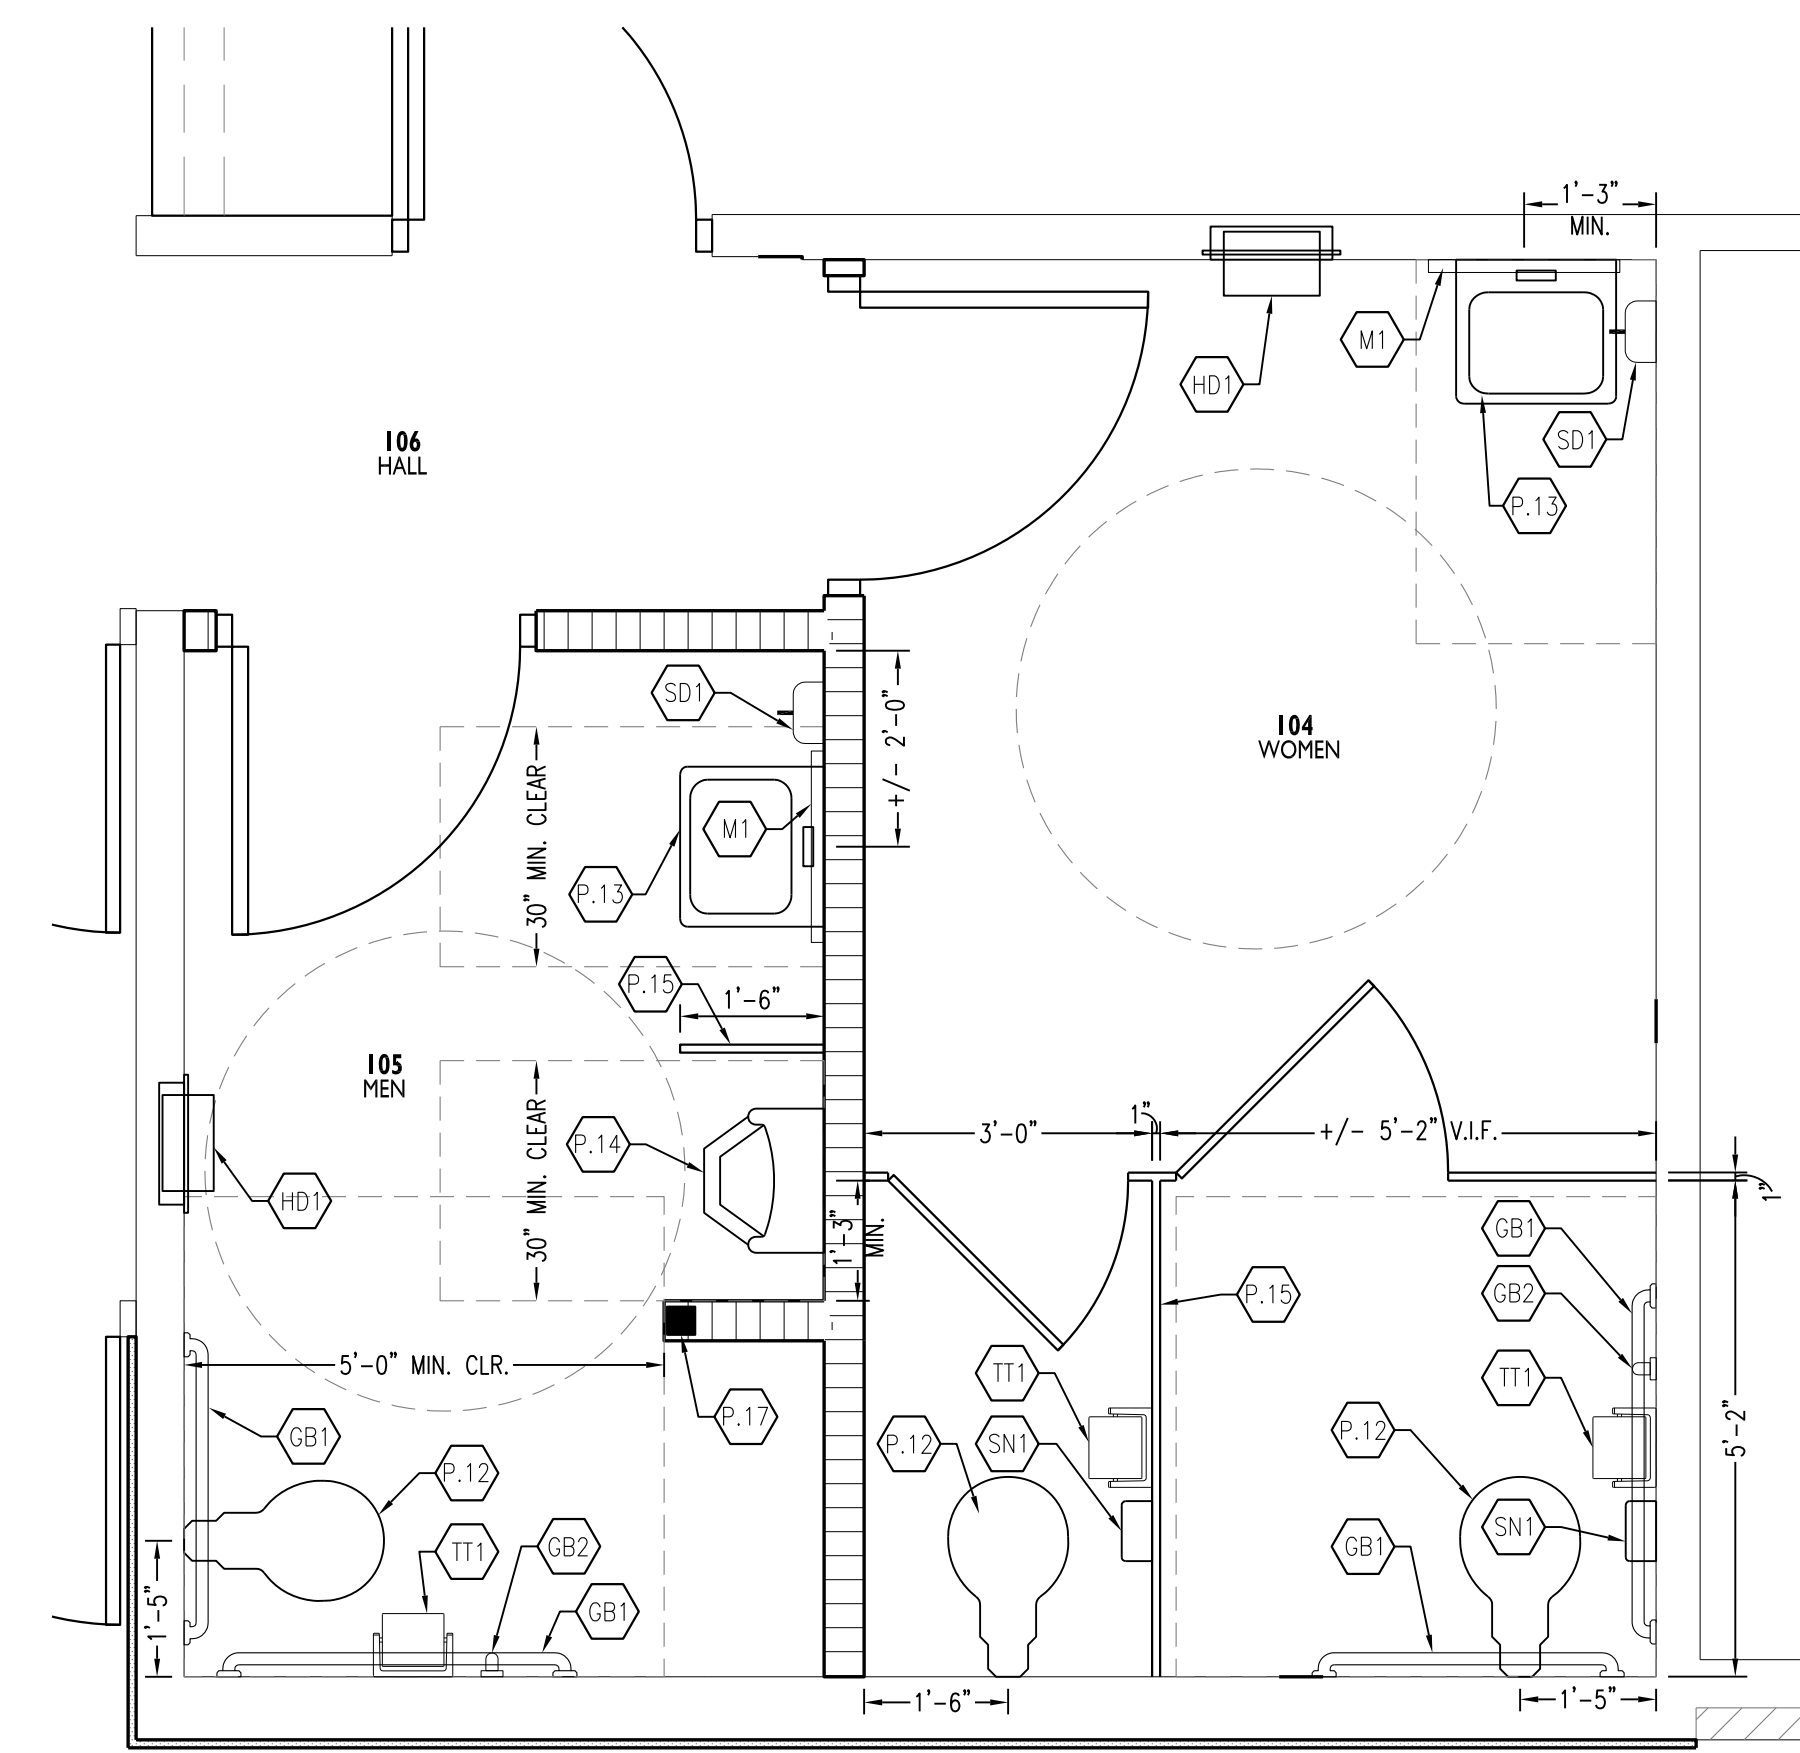 1'-3"
MIN.
M1
HD1
SD1
P.13
106
HALL
SD1
+/- 2'-0"
104
WOMEN
30" MIN. CLEAR
M1
P.13
P.15
1'-6"
105
MEN
30" MIN. CLEAR
P.14
HD1
1'-3"
MIN.
3'-0"
1"
+/- 5'-2" V.I.F.
1"
GB1
GB2
P.15
5'-0" MIN. CLR.
TT1
TT1
P.17
GB1
P.12
SN1
P.12
5'-2"
P.12
SN1
TT1
GB2
GB1
GB1
1'-5"
1'-6"
1'-5"